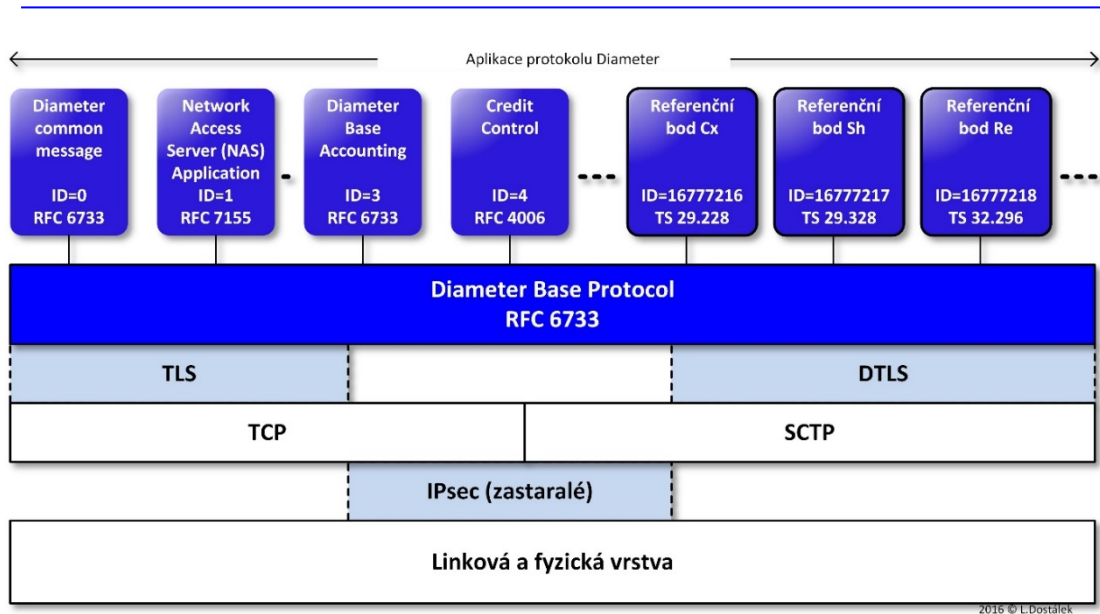 Aplikace protokolu Diameter
Diameter
common
message
ID=0
RFC 6733
Network
Access
Server (NAS)
Application
ID=1
RFC 7155
Diameter
Base
Accounting
ID=3
RFC 6733
Credit
Control
ID=4
RFC 4006
Referenční
bod Cx
ID=16777216
TS 29.228
Referenční
bod Sh
ID=16777217
TS 29.328
Referenční
bod Re
ID=16777218
TS 32.296
Diameter Base Protocol
RFC 6733
TLS
DTLS
TCP
SCTP
IPsec (zastaralé)
Linková a fyzická vrstva
2016 © L.Dostálek